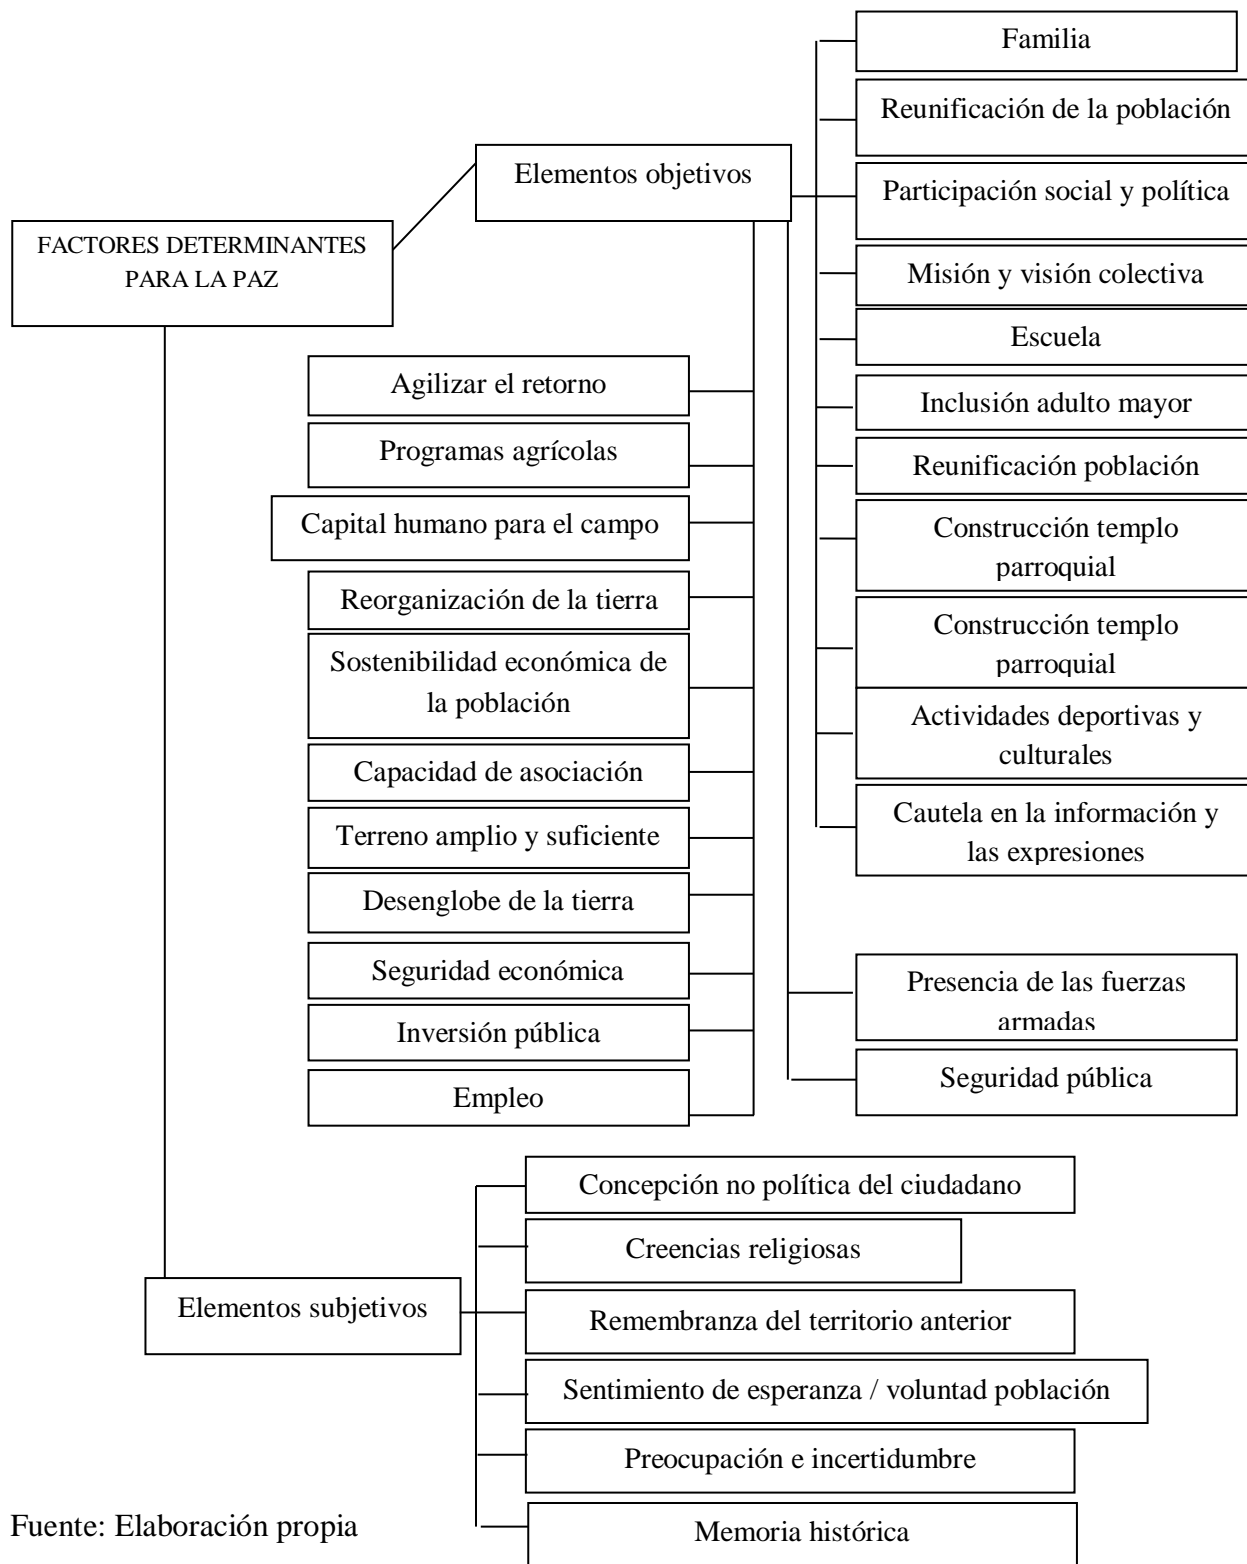 Familia
Reunificación de la población
Elementos objetivos
Participación social y política
FACTORES DETERMINANTES
PARA LA PAZ
Misión y visión colectiva
Escuela
Agilizar el retorno
Inclusión adulto mayor
Programas agrícolas
Reunificación población
Capital humano para el campo
Construcción templo
parroquial
Reorganización de la tierra
Construcción templo
parroquial
Sostenibilidad económica de
la población
Actividades deportivas y
culturales
Capacidad de asociación
Cautela en la información y
las expresiones
Terreno amplio y suficiente
Desenglobe de la tierra
Seguridad económica
Presencia de las fuerzas
armadas
Inversión pública
Seguridad pública
Empleo
Concepción no política del ciudadano
Creencias religiosas
Elementos subjetivos
Remembranza del territorio anterior
Sentimiento de esperanza / voluntad población
Preocupación e incertidumbre
Memoria histórica
Fuente: Elaboración propia